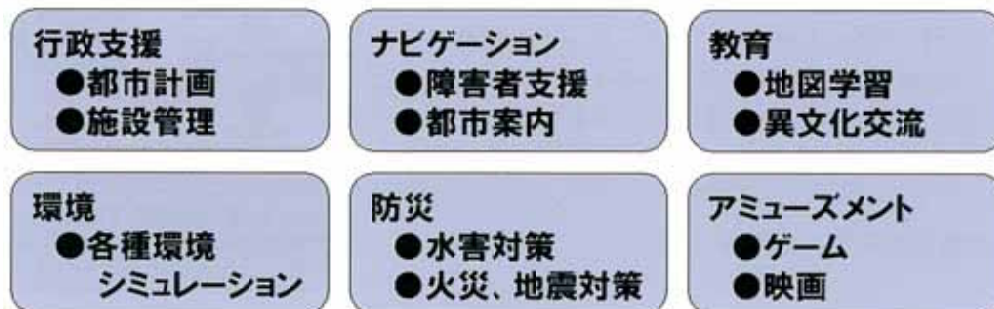 行政支援
●都市計画
●施設管理
ナビゲーション
●障害者支援
●都市案内
教育
●地図学習
●異文化交流
環境
●各種環境
シミュレーション
防災
●水害対策
●火災、地震対策
アミューズメント
●ゲーム
●映画